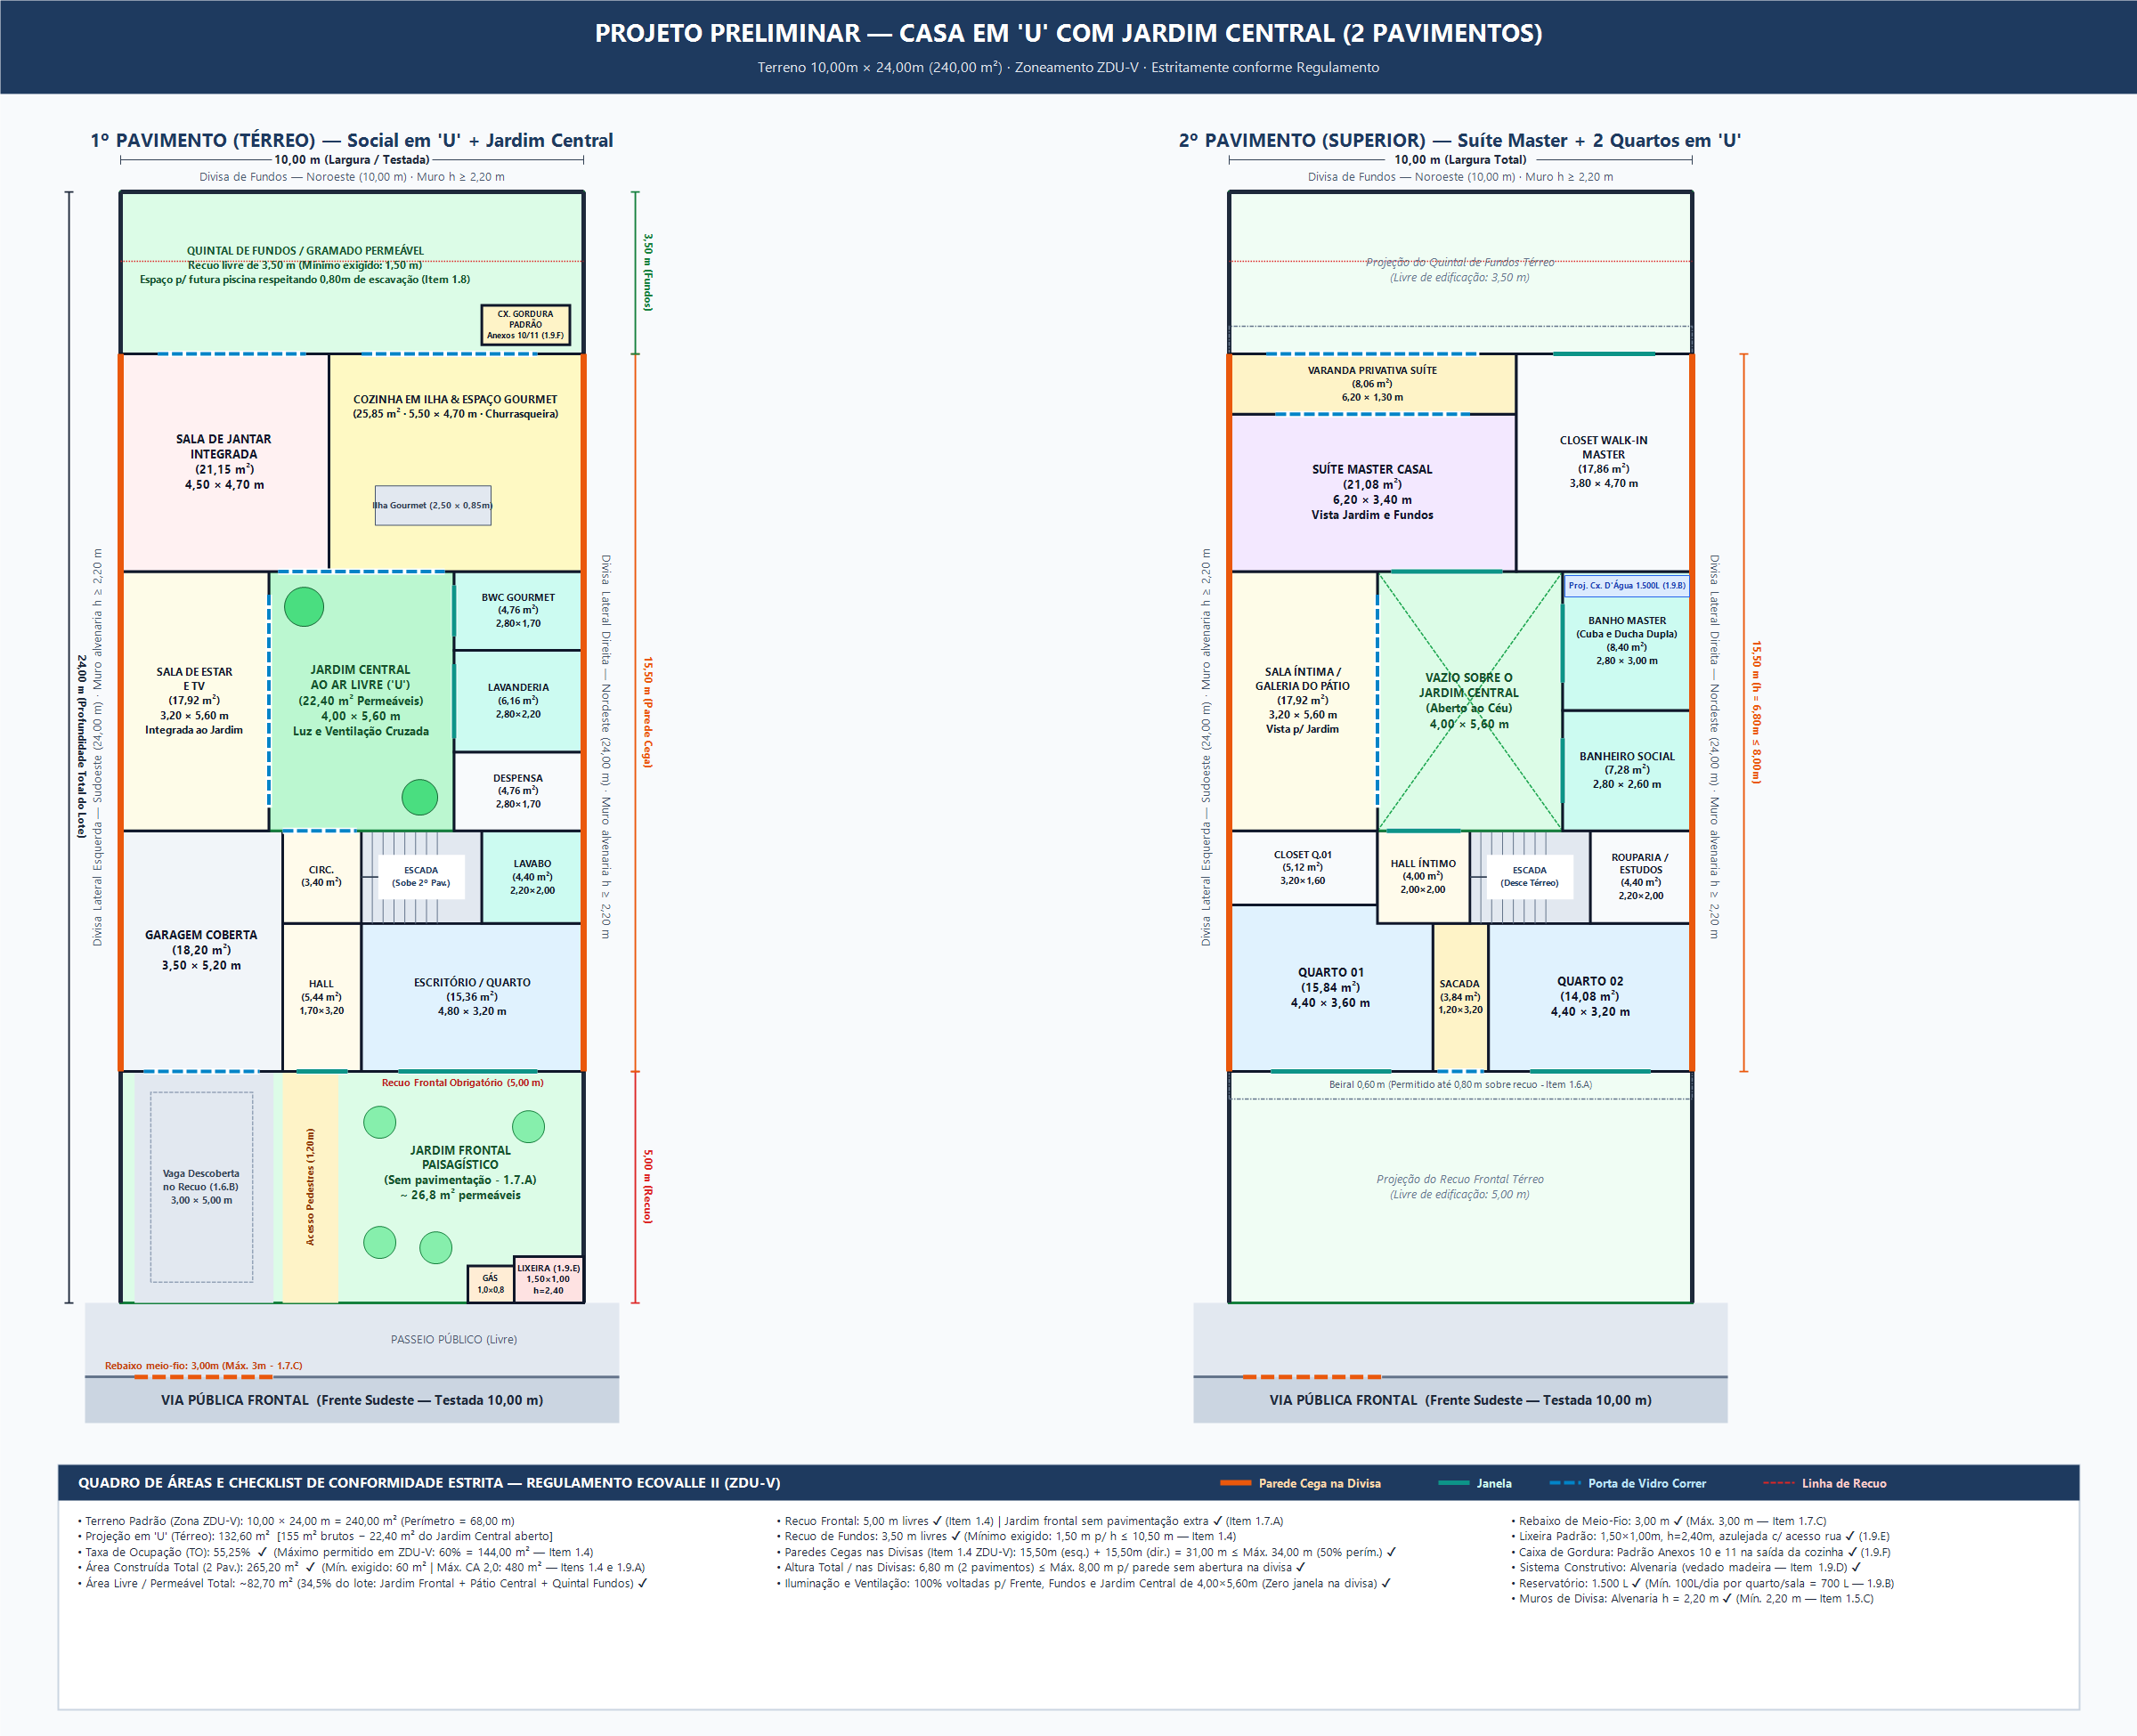 PROJETO PRELIMINAR — CASA EM 'U' COM JARDIM CENTRAL (2 PAVIMENTOS)
Terreno 10,00m × 24,00m (240,00 m²) · Zoneamento ZDU-V · Estritamente conforme Regulamento
1º PAVIMENTO (TÉRREO) — Social em 'U' + Jardim Central
10,00 m (Largura / Testada)
Divisa de Fundos — Noroeste (10,00 m) · Muro h ≥ 2,20 m
QUINTAL DE FUNDOS / GRAMADO PERMEÁVEL
Recuo livre de 3,50 m (Mínimo exigido: 1,50 m)
Espaço p/ futura piscina respeitando 0,80m de escavação (Item 1.8)
CX. GORDURA
PADRÃO
Anexos 10/11 (1.9.F)
3,50 m (Fundos)
COZINHA EM ILHA & ESPAÇO GOURMET
(25,85 m² · 5,50 × 4,70 m · Churrasqueira)
SALA DE JANTAR
INTEGRADA
(21,15 m²)
4,50 × 4,70 m
Ilha Gourmet (2,50 × 0,85m)
24,00 m (Profundidade Total do Lote)
Divisa Lateral Esquerda — Sudoeste (24,00 m) · Muro alvenaria h ≥ 2,20 m
SALA DE ESTAR
E TV
(17,92 m²)
3,20 × 5,60 m
Integrada ao Jardim
JARDIM CENTRAL
AO AR LIVRE ('U')
(22,40 m² Permeáveis)
4,00 × 5,60 m
Luz e Ventilação Cruzada
BWC GOURMET
(4,76 m²)
2,80×1,70
LAVANDERIA
(6,16 m²)
2,80×2,20
DESPENSA
(4,76 m²)
2,80×1,70
Divisa Lateral Direita — Nordeste (24,00 m) · Muro alvenaria h ≥ 2,20 m
15,50 m (Parede Cega)
CIRC.
(3,40 m²)
ESCADA
(Sobe 2º Pav.)
LAVABO
(4,40 m²)
2,20×2,00
GARAGEM COBERTA
(18,20 m²)
3,50 × 5,20 m
HALL
(5,44 m²)
1,70×3,20
ESCRITÓRIO / QUARTO
(15,36 m²)
4,80 × 3,20 m
Recuo Frontal Obrigatório (5,00 m)
Vaga Descoberta
no Recuo (1.6.B)
3,00 × 5,00 m
Acesso Pedestres (1,20m)
JARDIM FRONTAL
PAISAGÍSTICO
(Sem pavimentação - 1.7.A)
~ 26,8 m² permeáveis
5,00 m (Recuo)
GÁS
1,0×0,8
LIXEIRA (1.9.E)
1,50×1,00
h=2,40
PASSEIO PÚBLICO (Livre)
Rebaixo meio-fio: 3,00m (Máx. 3m - 1.7.C)
VIA PÚBLICA FRONTAL (Frente Sudeste — Testada 10,00 m)
2º PAVIMENTO (SUPERIOR) — Suíte Master + 2 Quartos em 'U'
10,00 m (Largura Total)
Divisa de Fundos — Noroeste (10,00 m) · Muro h ≥ 2,20 m
Projeção do Quintal de Fundos Térreo
(Livre de edificação: 3,50 m)
VARANDA PRIVATIVA SUÍTE
(8,06 m²)
6,20 × 1,30 m
SUÍTE MASTER CASAL
(21,08 m²)
6,20 × 3,40 m
Vista Jardim e Fundos
CLOSET WALK-IN
MASTER
(17,86 m²)
3,80 × 4,70 m
Divisa Lateral Esquerda — Sudoeste (24,00 m) · Muro alvenaria h ≥ 2,20 m
SALA ÍNTIMA /
GALERIA DO PÁTIO
(17,92 m²)
3,20 × 5,60 m
Vista p/ Jardim
VAZIO SOBRE O
JARDIM CENTRAL
(Aberto ao Céu)
4,00 × 5,60 m
Proj. Cx. D'Água 1.500L (1.9.B)
BANHO MASTER
(Cuba e Ducha Dupla)
(8,40 m²)
2,80 × 3,00 m
BANHEIRO SOCIAL
(7,28 m²)
2,80 × 2,60 m
Divisa Lateral Direita — Nordeste (24,00 m) · Muro alvenaria h ≥ 2,20 m
15,50 m (h = 6,80m ≤ 8,00m)
CLOSET Q.01
(5,12 m²)
3,20×1,60
HALL ÍNTIMO
(4,00 m²)
2,00×2,00
ESCADA
(Desce Térreo)
ROUPARIA /
ESTUDOS
(4,40 m²)
2,20×2,00
QUARTO 01
(15,84 m²)
4,40 × 3,60 m
SACADA
(3,84 m²)
1,20×3,20
QUARTO 02
(14,08 m²)
4,40 × 3,20 m
Beiral 0,60 m (Permitido até 0,80 m sobre recuo - Item 1.6.A)
Projeção do Recuo Frontal Térreo
(Livre de edificação: 5,00 m)
VIA PÚBLICA FRONTAL (Frente Sudeste — Testada 10,00 m)
QUADRO DE ÁREAS E CHECKLIST DE CONFORMIDADE ESTRITA — REGULAMENTO ECOVALLE II (ZDU-V)
Parede Cega na Divisa
Janela
Porta de Vidro Correr
Linha de Recuo
• Terreno Padrão (Zona ZDU-V): 10,00 × 24,00 m = 240,00 m² (Perímetro = 68,00 m)
• Projeção em 'U' (Térreo): 132,60 m² [155 m² brutos − 22,40 m² do Jardim Central aberto]
• Taxa de Ocupação (TO): 55,25% ✓ (Máximo permitido em ZDU-V: 60% = 144,00 m² — Item 1.4)
• Área Construída Total (2 Pav.): 265,20 m² ✓ (Mín. exigido: 60 m² | Máx. CA 2,0: 480 m² — Itens 1.4 e 1.9.A)
• Área Livre / Permeável Total: ~82,70 m² (34,5% do lote: Jardim Frontal + Pátio Central + Quintal Fundos) ✓
• Recuo Frontal: 5,00 m livres ✓ (Item 1.4) | Jardim frontal sem pavimentação extra ✓ (Item 1.7.A)
• Recuo de Fundos: 3,50 m livres ✓ (Mínimo exigido: 1,50 m p/ h ≤ 10,50 m — Item 1.4)
• Paredes Cegas nas Divisas (Item 1.4 ZDU-V): 15,50m (esq.) + 15,50m (dir.) = 31,00 m ≤ Máx. 34,00 m (50% perím.) ✓
• Altura Total / nas Divisas: 6,80 m (2 pavimentos) ≤ Máx. 8,00 m p/ parede sem abertura na divisa ✓
• Iluminação e Ventilação: 100% voltadas p/ Frente, Fundos e Jardim Central de 4,00×5,60m (Zero janela na divisa) ✓
• Rebaixo de Meio-Fio: 3,00 m ✓ (Máx. 3,00 m — Item 1.7.C)
• Lixeira Padrão: 1,50×1,00m, h=2,40m, azulejada c/ acesso rua ✓ (1.9.E)
• Caixa de Gordura: Padrão Anexos 10 e 11 na saída da cozinha ✓ (1.9.F)
• Sistema Construtivo: Alvenaria (vedado madeira — Item 1.9.D) ✓
• Reservatório: 1.500 L ✓ (Mín. 100L/dia por quarto/sala = 700 L — 1.9.B)
• Muros de Divisa: Alvenaria h = 2,20 m ✓ (Mín. 2,20 m — Item 1.5.C)